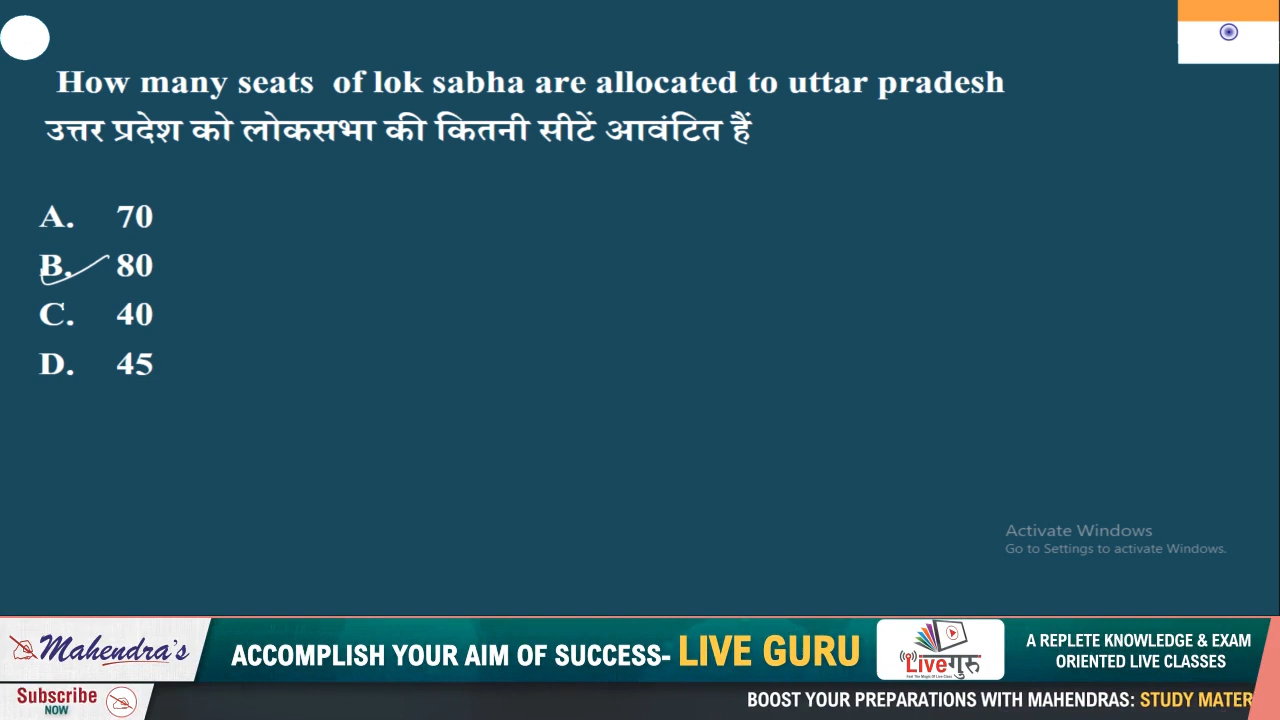 How many seats of lok sabha are allocated to uttar pradesh
उत्तर प्रदेश को लोकसभा की कितनी सीटें आवंटित हैं
A. 70
B. 80
C. 40
D. 45
Activate Windows
Go to Settings to activate Windows.
Mahendra's
ACCOMPLISH YOUR AIM OF SUCCESS- LIVE GURU
Liveगुरु
A REPLETE KNOWLEDGE & EXAM
ORIENTED LIVE CLASSES
Subscribe
NOW
BOOST YOUR PREPARATIONS WITH MAHENDRAS: STUDY MATER